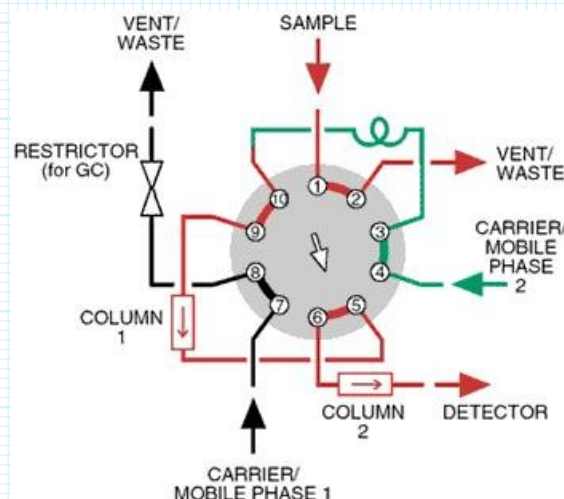 VENT/
WASTE
SAMPLE
RESTRICTOR
(for GC)
VENT/
WASTE
1
2
10
3
9
CARRIER/
MOBILE
PHASE
2
8
4
7
6
5
COLUMN
1
COLUMN
2
DETECTOR
CARRIER/
MOBILE PHASE 1